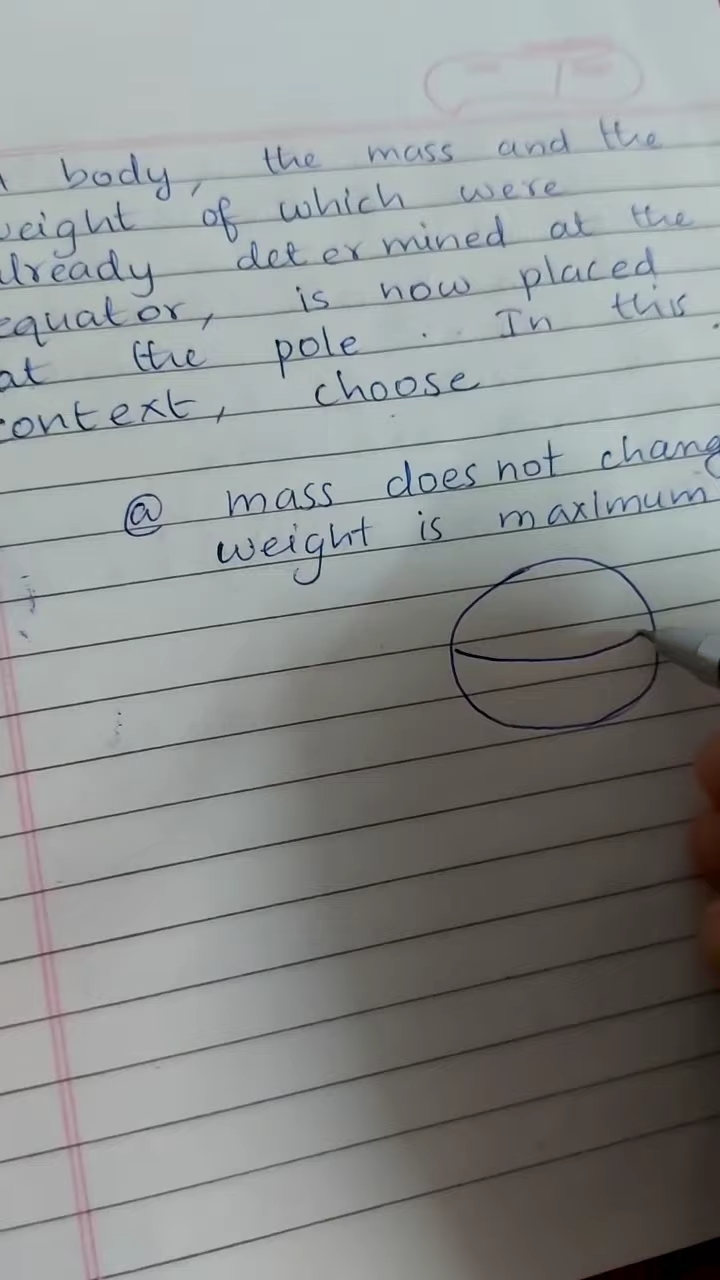 body, the mass and the
weight of which were
already determined at the
equator, is now placed
at the pole. In this
context, choose
@ mass does not chang
weight is maximum